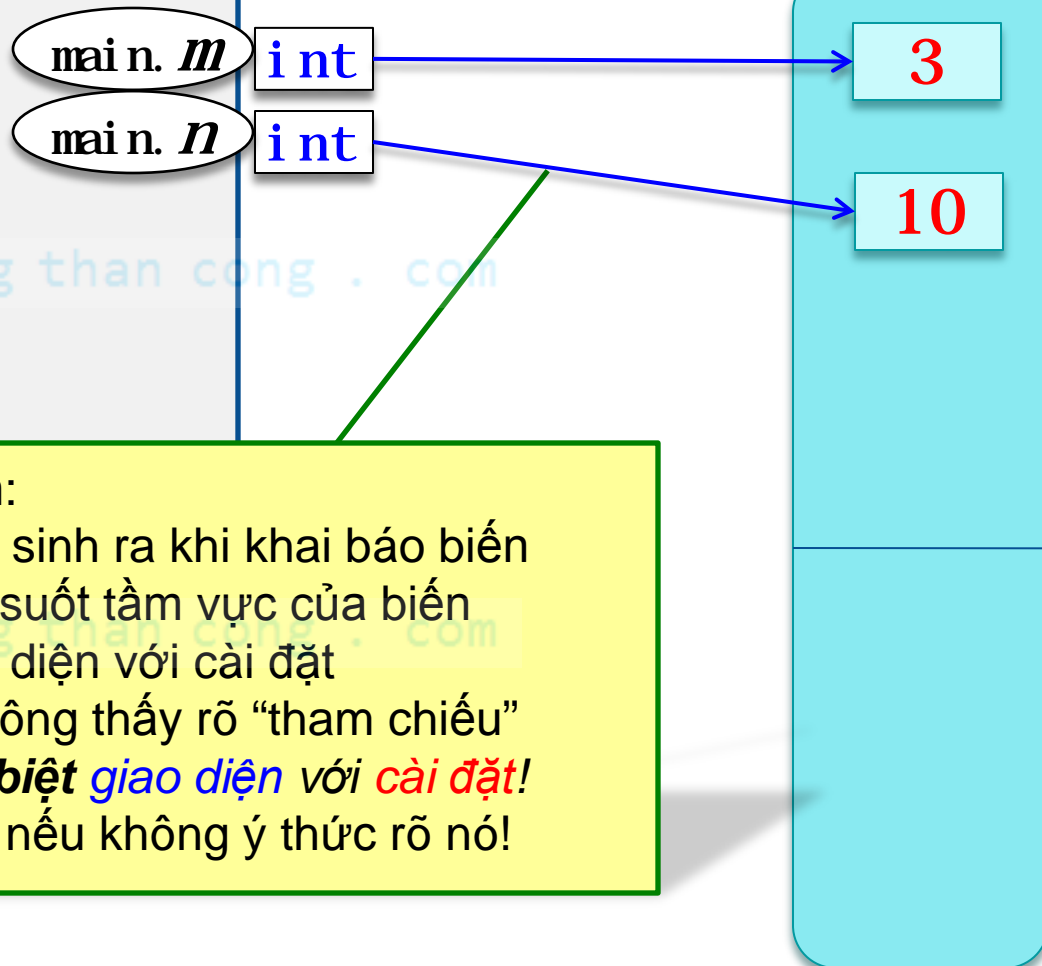 main. m int 3
main. n int 10
g than cong . com
n:
sinh ra khi khai báo biến
suốt tầm vực của biến
g than cong . com
diện với cài đặt
ông thấy rõ “tham chiếu”
biệt giao diện với cài đặt!
nếu không ý thức rõ nó!